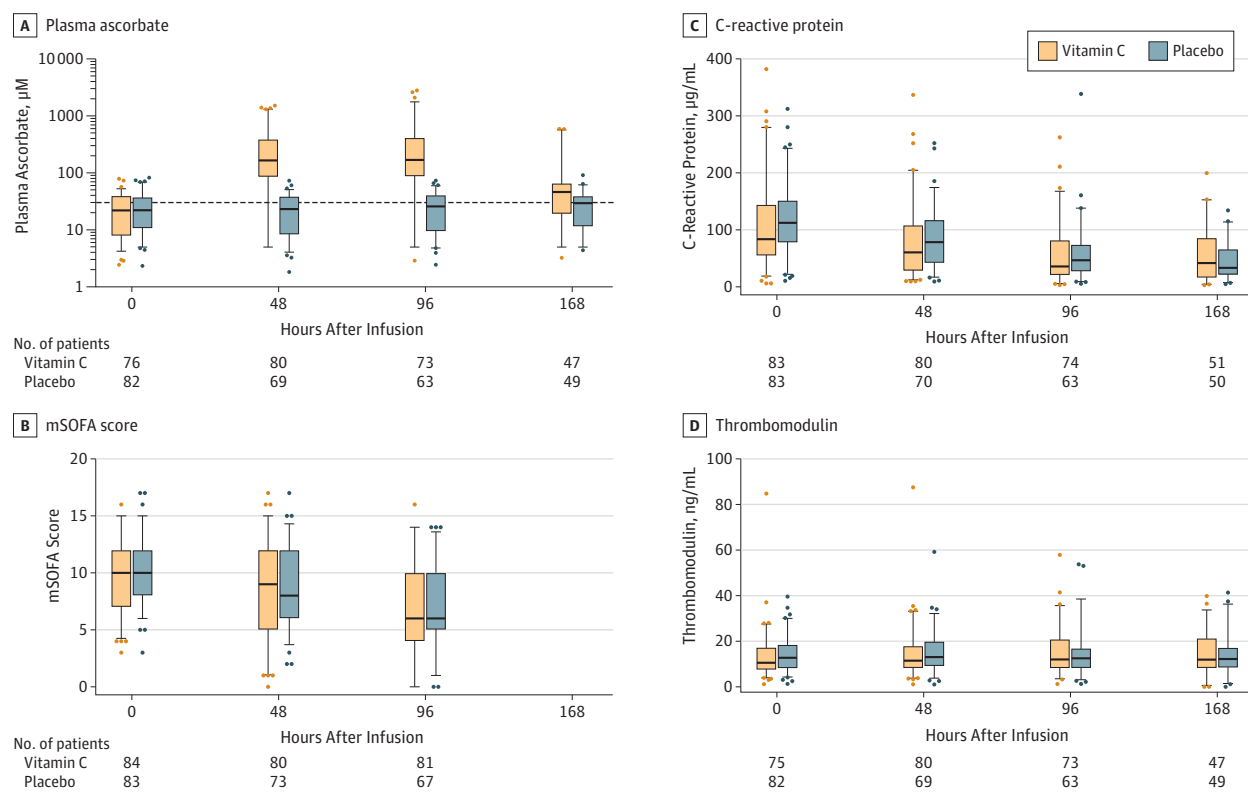 A Plasma ascorbate
Plasma Ascorbate, µM
10 000
1000
100
10
1
0 48 96 168
Hours After Infusion
No. of patients
Vitamin C 76 80 73 47
Placebo 82 69 63 49
C C-reactive protein
Vitamin C Placebo
C-Reactive Protein, µg/mL
400
300
200
100
0
0 48 96 168
Hours After Infusion
83 80 74 51
83 70 63 50
B mSOFA score
mSOFA Score
20
15
10
5
0
0 48 96 168
Hours After Infusion
No. of patients
Vitamin C 84 80 81
Placebo 83 73 67
D Thrombomodulin
Thrombomodulin, ng/mL
100
80
60
40
20
0
0 48 96 168
Hours After Infusion
75 80 73 47
82 69 63 49